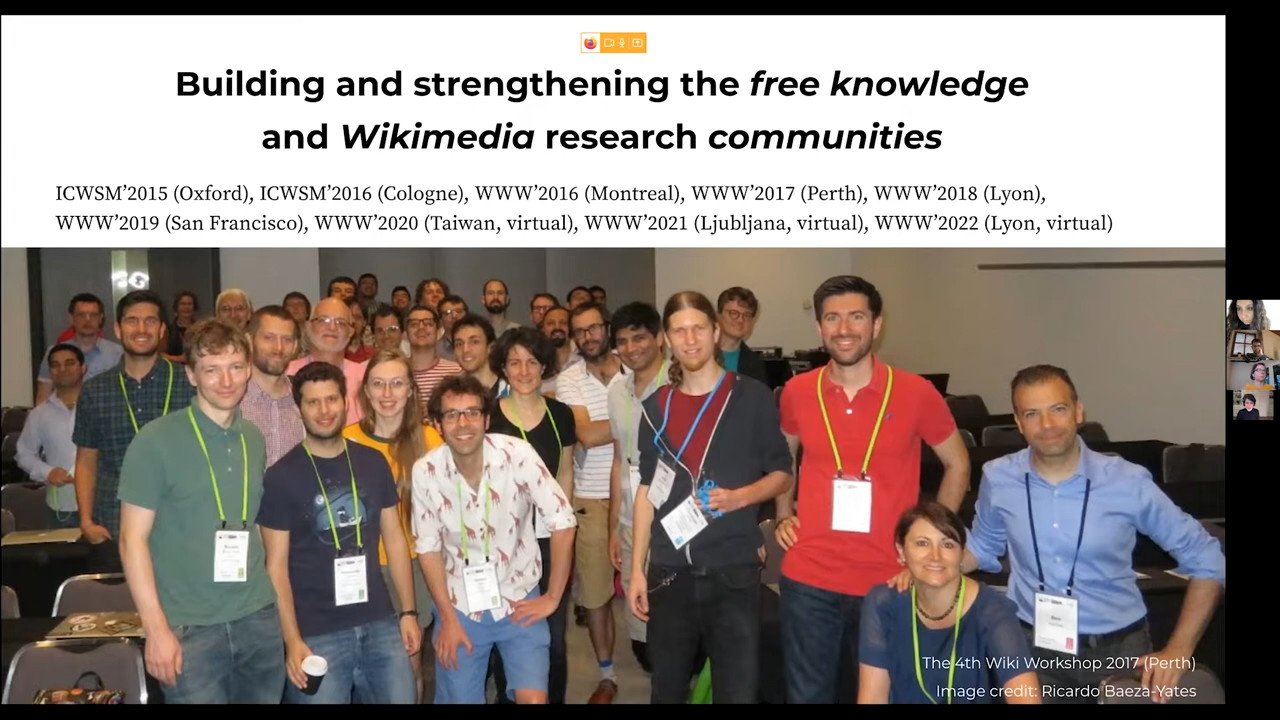 Building and strengthening the free knowledge
and Wikimedia research communities
ICWSM’2015 (Oxford), ICWSM’2016 (Cologne), WWW’2016 (Montreal), WWW’2017 (Perth), WWW’2018 (Lyon),
WWW’2019 (San Francisco), WWW’2020 (Taiwan, virtual), WWW’2021 (Ljubljana, virtual), WWW’2022 (Lyon, virtual)
The 4th Wiki Workshop 2017 (Perth)
Image credit: Ricardo Baeza-Yates